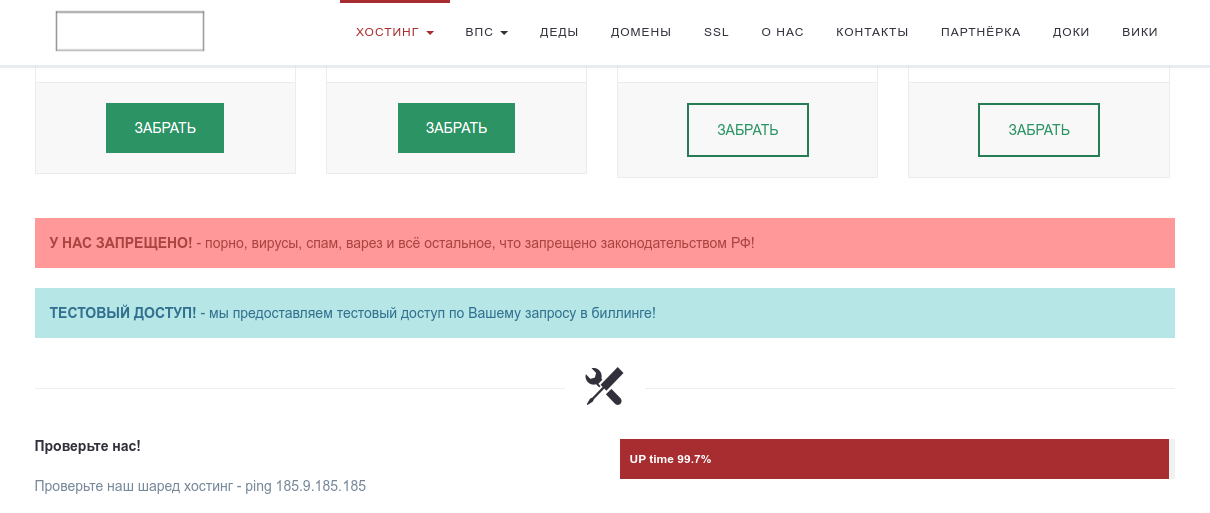 ХОСТИНГ ВПС ДЕДЫ ДОМЕНЫ SSL О НАС КОНТАКТЫ ПАРТНЁРКА ДОКИ ВИКИ
ЗАБРАТЬ ЗАБРАТЬ ЗАБРАТЬ ЗАБРАТЬ
У НАС ЗАПРЕЩЕНО! - порно, вирусы, спам, варез и всё остальное, что запрещено законодательством РФ!
ТЕСТОВЫЙ ДОСТУП! - мы предоставляем тестовый доступ по Вашему запросу в биллинге!
Проверьте нас!
UP time 99.7%
Проверьте наш шаред хостинг - ping 185.9.185.185